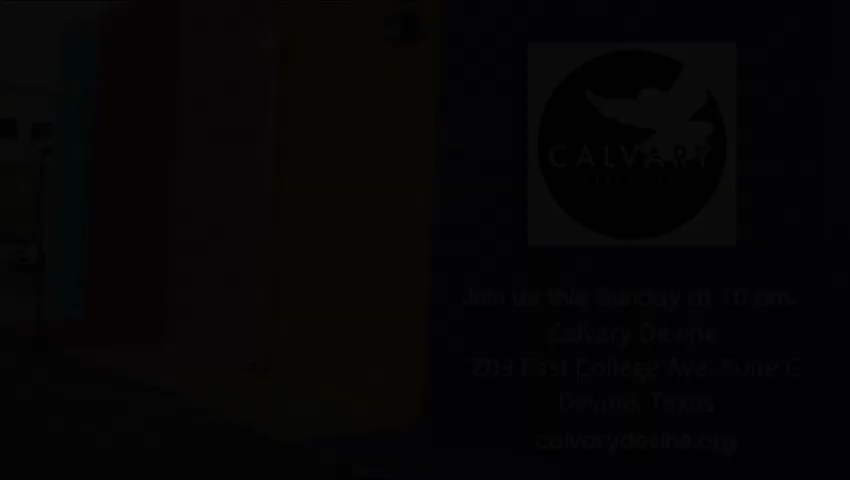 CALVARY
Join us this Sunday at 10 am.
Calvary Devine
203 East College Ave. Suite C
Devine, Texas
calvarydevine.org